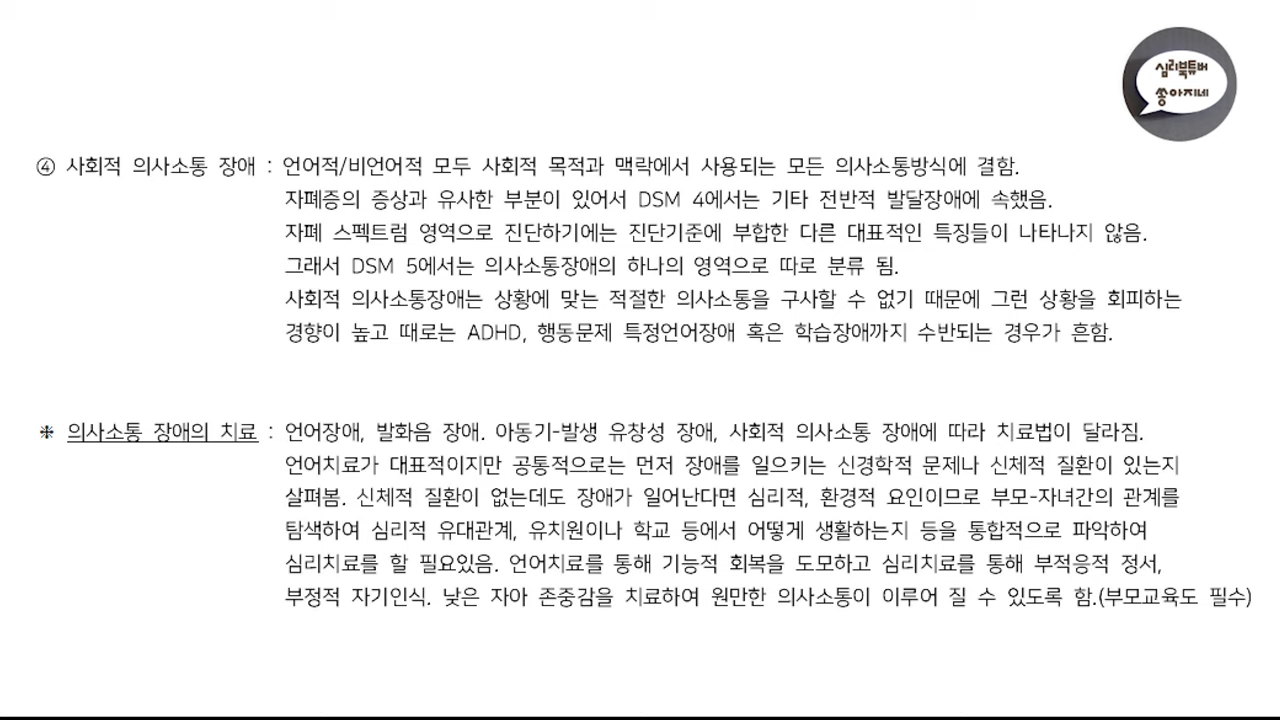 심리북튜버
쏭아지네
④ 사회적 의사소통 장애 : 언어적/비언어적 모두 사회적 목적과 맥락에서 사용되는 모든 의사소통방식에 결함.
자폐증의 증상과 유사한 부분이 있어서 DSM 4에서는 기타 전반적 발달장애에 속했음.
자폐 스펙트럼 영역으로 진단하기에는 진단기준에 부합한 다른 대표적인 특징들이 나타나지 않음.
그래서 DSM 5에서는 의사소통장애의 하나의 영역으로 따로 분류 됨.
사회적 의사소통장애는 상황에 맞는 적절한 의사소통을 구사할 수 없기 때문에 그런 상황을 회피하는
경향이 높고 때로는 ADHD, 행동문제 특정언어장애 혹은 학습장애까지 수반되는 경우가 흔함.
※ 의사소통 장애의 치료 : 언어장애, 발화음 장애. 아동기-발생 유창성 장애, 사회적 의사소통 장애에 따라 치료법이 달라짐.
언어치료가 대표적이지만 공통적으로는 먼저 장애를 일으키는 신경학적 문제나 신체적 질환이 있는지
살펴봄. 신체적 질환이 없는데도 장애가 일어난다면 심리적, 환경적 요인이므로 부모-자녀간의 관계를
탐색하여 심리적 유대관계, 유치원이나 학교 등에서 어떻게 생활하는지 등을 통합적으로 파악하여
심리치료를 할 필요있음. 언어치료를 통해 기능적 회복을 도모하고 심리치료를 통해 부적응적 정서,
부정적 자기인식. 낮은 자아 존중감을 치료하여 원만한 의사소통이 이루어 질 수 있도록 함.(부모교육도 필수)